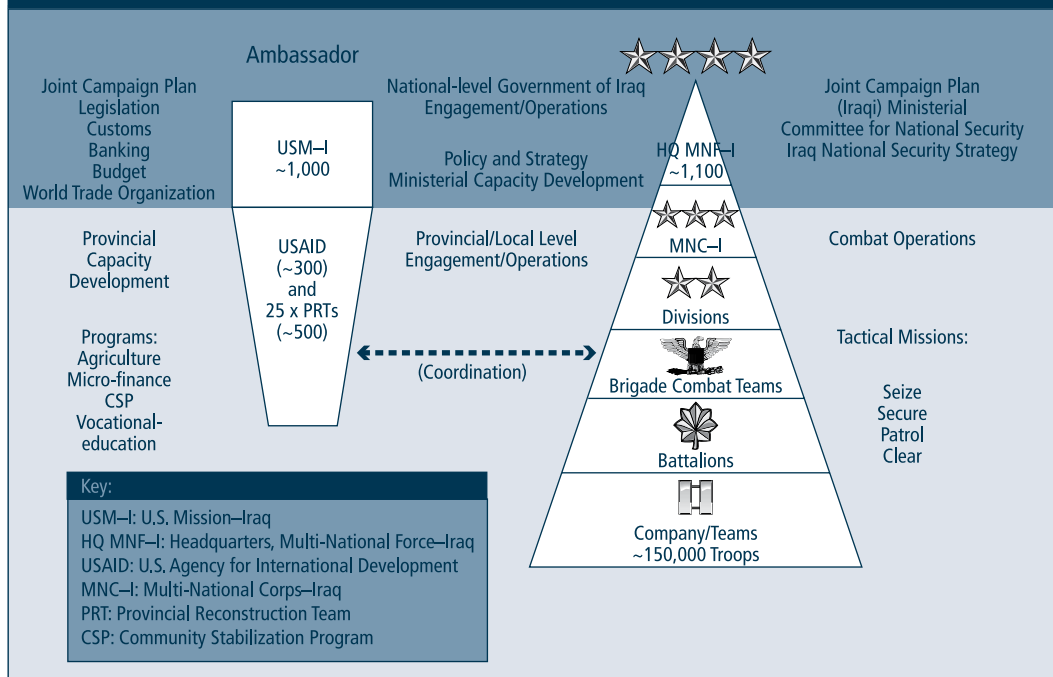 Ambassador
Joint Campaign Plan
Legislation
Customs
Banking
Budget
World Trade Organization
USM–I
~1,000
National-level Government of Iraq
Engagement/Operations
Policy and Strategy
Ministerial Capacity Development
HQ MNF–I
~1,100
Joint Campaign Plan
(Iraqi) Ministerial
Committee for National Security
Iraq National Security Strategy
Provincial
Capacity
Development
Programs:
Agriculture
Micro-finance
CSP
Vocational-
education
USAID
(~300)
and
25 x PRTs
(~500)
Provincial/Local Level
Engagement/Operations
(Coordination)
MNC–I
Divisions
Brigade Combat Teams
Battalions
Company/Teams
~150,000 Troops
Combat Operations
Tactical Missions:
Seize
Secure
Patrol
Clear
Key:
USM–I: U.S. Mission–Iraq
HQ MNF–I: Headquarters, Multi-National Force–Iraq
USAID: U.S. Agency for International Development
MNC–I: Multi-National Corps–Iraq
PRT: Provincial Reconstruction Team
CSP: Community Stabilization Program